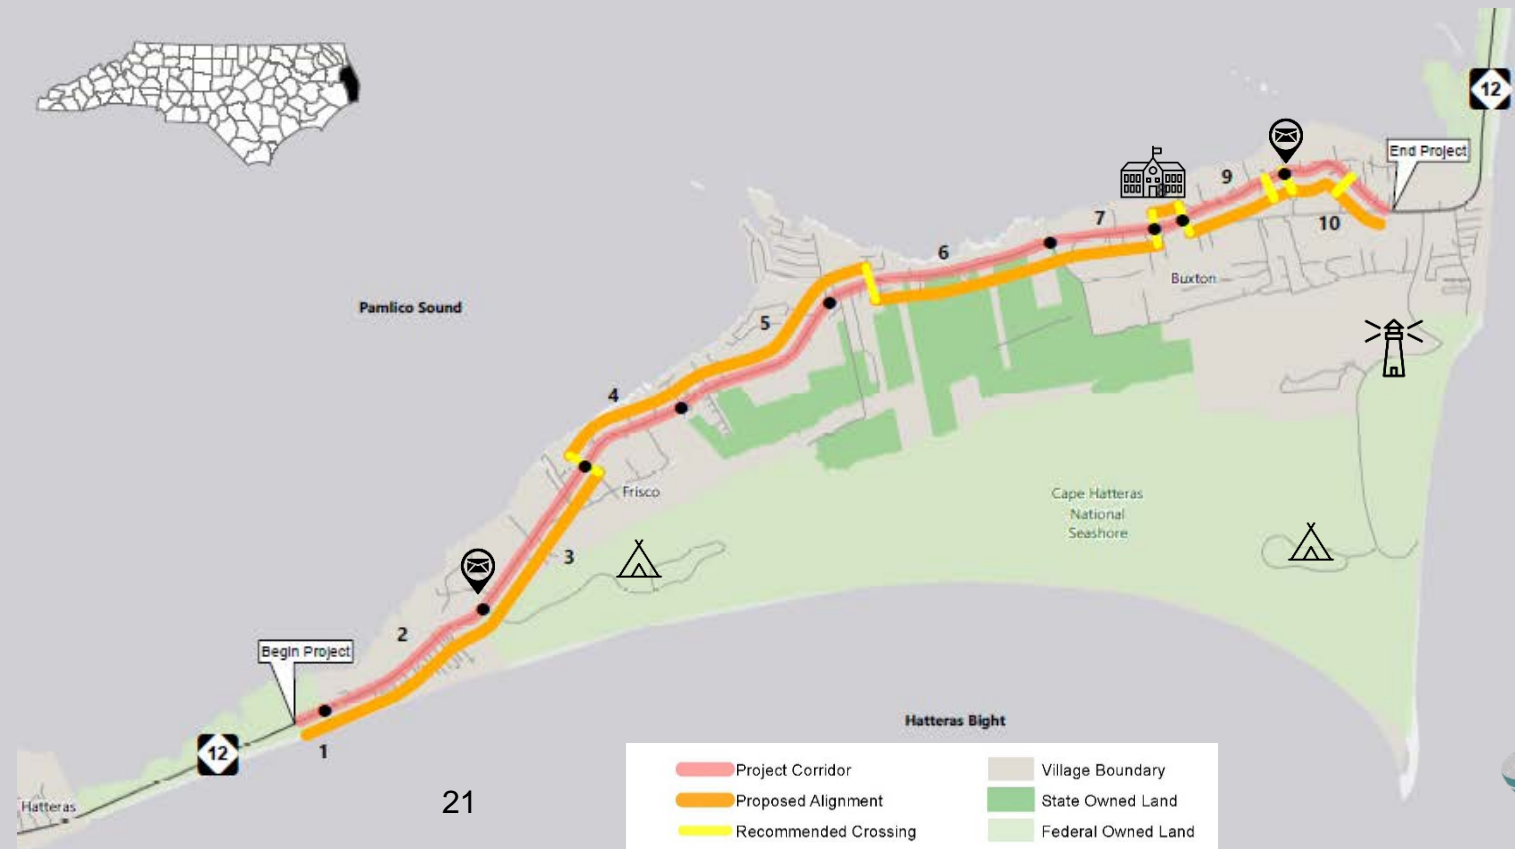 12
End Project
9
10
7
6
Buxton
Pamlico Sound
5
4
Frisco
Cape Hatteras
National
Seashore
3
2
Begin Project
1
12
Hatteras Bight
Hatteras
21
Project Corridor
Proposed Alignment
Recommended Crossing
Village Boundary
State Owned Land
Federal Owned Land